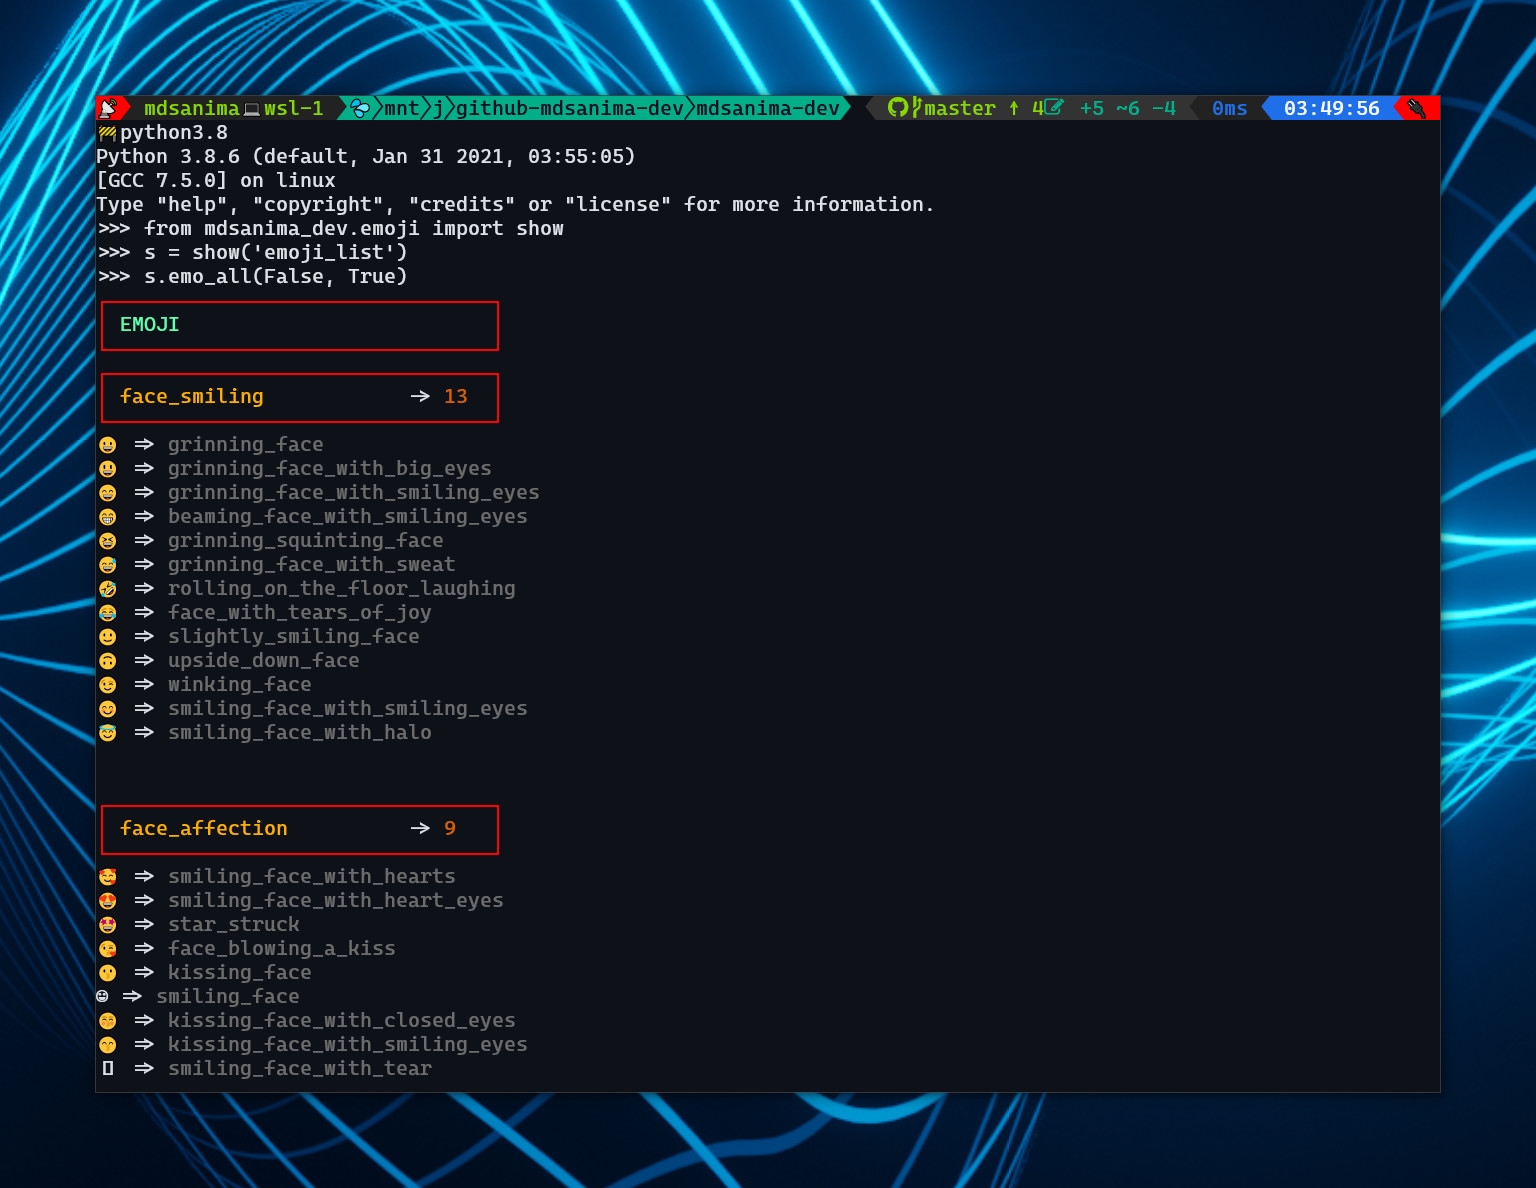 mdsanima💻wsl-1 mnt j github-mdsanima-dev mdsanima-dev master ↑ 4 +5 ~6 -4 0ms 03:49:56
🚧python3.8
Python 3.8.6 (default, Jan 31 2021, 03:55:05)
[GCC 7.5.0] on linux
Type "help", "copyright", "credits" or "license" for more information.
>>> from mdsanima_dev.emoji import show
>>> s = show('emoji_list')
>>> s.emo_all(False, True)
EMOJI
face_smiling → 13
😀 ⇒ grinning_face
😃 ⇒ grinning_face_with_big_eyes
😄 ⇒ grinning_face_with_smiling_eyes
😁 ⇒ beaming_face_with_smiling_eyes
😆 ⇒ grinning_squinting_face
😅 ⇒ grinning_face_with_sweat
🤣 ⇒ rolling_on_the_floor_laughing
😂 ⇒ face_with_tears_of_joy
🙂 ⇒ slightly_smiling_face
🙃 ⇒ upside_down_face
😉 ⇒ winking_face
😊 ⇒ smiling_face_with_smiling_eyes
😇 ⇒ smiling_face_with_halo
face_affection → 9
🥰 ⇒ smiling_face_with_hearts
😍 ⇒ smiling_face_with_heart_eyes
🤩 ⇒ star_struck
😘 ⇒ face_blowing_a_kiss
😗 ⇒ kissing_face
☺ ⇒ smiling_face
😚 ⇒ kissing_face_with_closed_eyes
😙 ⇒ kissing_face_with_smiling_eyes
▯ ⇒ smiling_face_with_tear